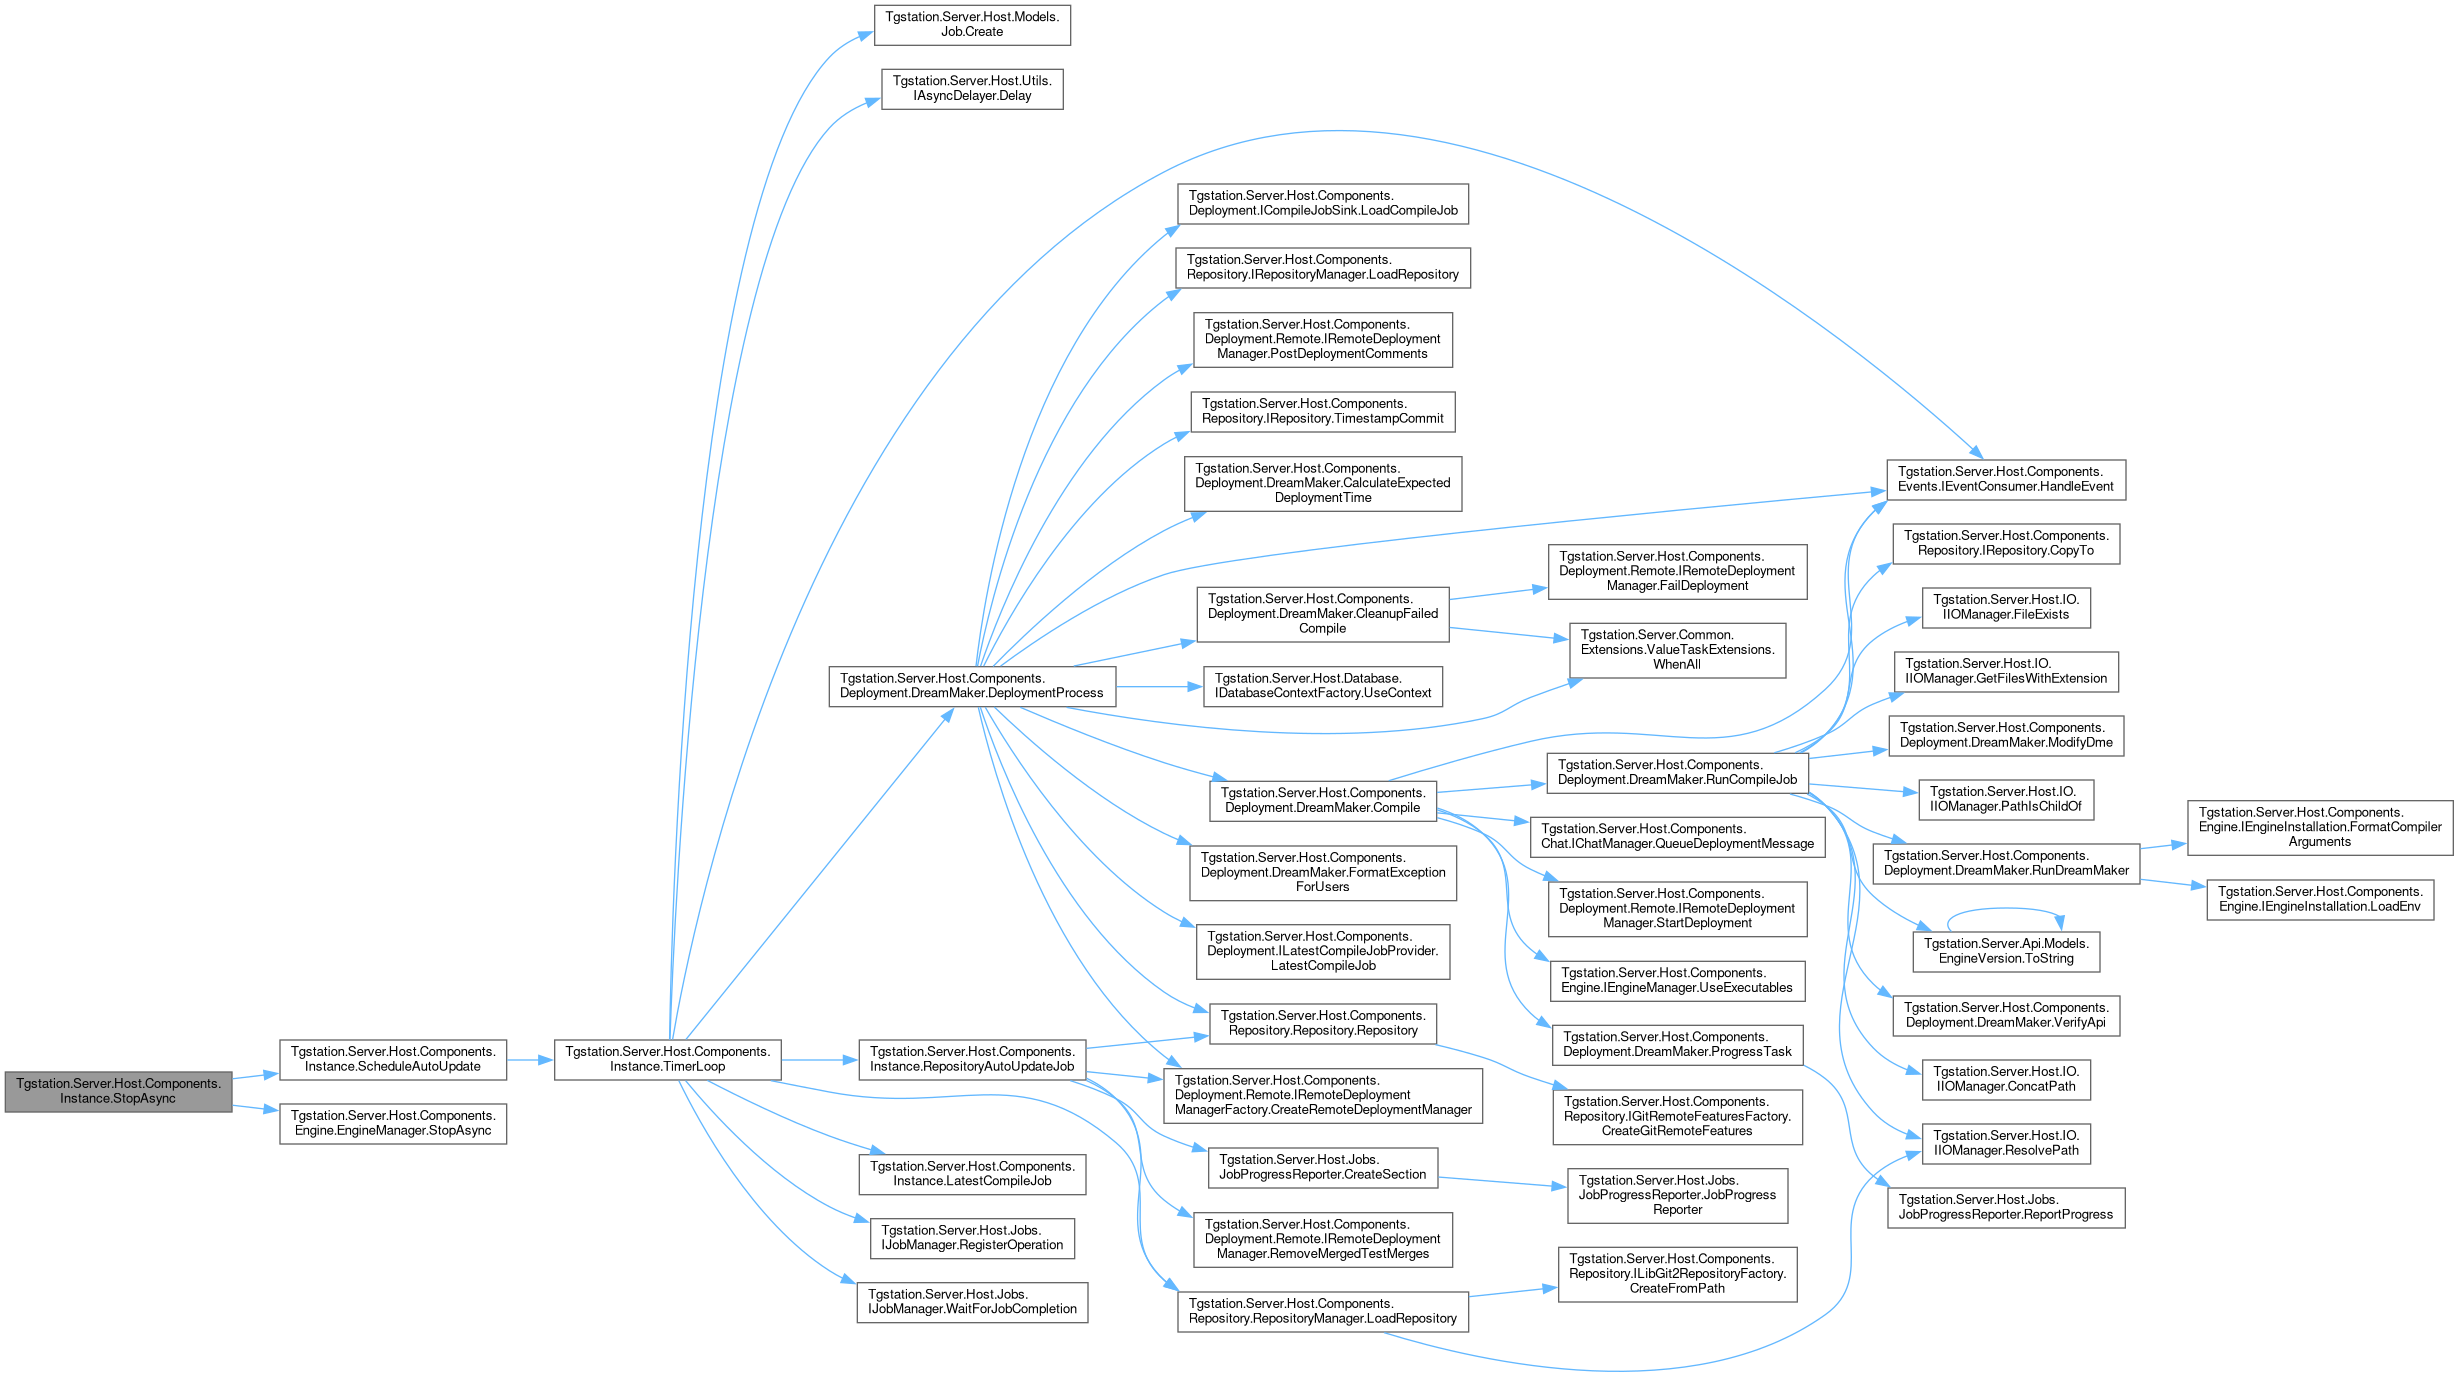 Tgstation.Server.Host.Components.
Instance.StopAsync
Tgstation.Server.Host.Components.
Instance.ScheduleAutoUpdate
Tgstation.Server.Host.Components.
Engine.EngineManager.StopAsync
Tgstation.Server.Host.Components.
Instance.TimerLoop
Tgstation.Server.Host.Models.
Job.Create
Tgstation.Server.Host.Utils.
IAsyncDelayer.Delay
Tgstation.Server.Host.Components.
Deployment.DreamMaker.DeploymentProcess
Tgstation.Server.Host.Components.
Instance.RepositoryAutoUpdateJob
Tgstation.Server.Host.Components.
Instance.LatestCompileJob
Tgstation.Server.Host.Jobs.
IJobManager.RegisterOperation
Tgstation.Server.Host.Jobs.
IJobManager.WaitForJobCompletion
Tgstation.Server.Host.Components.
Deployment.ICompileJobSink.LoadCompileJob
Tgstation.Server.Host.Components.
Repository.IRepositoryManager.LoadRepository
Tgstation.Server.Host.Components.
Deployment.Remote.IRemoteDeployment
Manager.PostDeploymentComments
Tgstation.Server.Host.Components.
Repository.IRepository.TimestampCommit
Tgstation.Server.Host.Components.
Deployment.DreamMaker.CalculateExpected
DeploymentTime
Tgstation.Server.Host.Components.
Deployment.DreamMaker.CleanupFailed
Compile
Tgstation.Server.Host.Database.
IDatabaseContextFactory.UseContext
Tgstation.Server.Host.Components.
Deployment.DreamMaker.Compile
Tgstation.Server.Host.Components.
Deployment.DreamMaker.FormatException
ForUsers
Tgstation.Server.Host.Components.
Deployment.ILatestCompileJobProvider.
LatestCompileJob
Tgstation.Server.Host.Components.
Repository.Repository.Repository
Tgstation.Server.Host.Components.
Deployment.Remote.IRemoteDeployment
ManagerFactory.CreateRemoteDeploymentManager
Tgstation.Server.Host.Jobs.
JobProgressReporter.CreateSection
Tgstation.Server.Host.Components.
Deployment.Remote.IRemoteDeployment
Manager.RemoveMergedTestMerges
Tgstation.Server.Host.Components.
Repository.RepositoryManager.LoadRepository
Tgstation.Server.Host.Components.
Deployment.Remote.IRemoteDeployment
Manager.FailDeployment
Tgstation.Server.Common.
Extensions.ValueTaskExtensions.
WhenAll
Tgstation.Server.Host.Components.
Deployment.DreamMaker.RunCompileJob
Tgstation.Server.Host.Components.
Chat.IChatManager.QueueDeploymentMessage
Tgstation.Server.Host.Components.
Deployment.Remote.IRemoteDeployment
Manager.StartDeployment
Tgstation.Server.Host.Components.
Engine.IEngineManager.UseExecutables
Tgstation.Server.Host.Components.
Deployment.DreamMaker.ProgressTask
Tgstation.Server.Host.Components.
Repository.IGitRemoteFeaturesFactory.
CreateGitRemoteFeatures
Tgstation.Server.Host.Jobs.
JobProgressReporter.JobProgress
Reporter
Tgstation.Server.Host.Components.
Repository.ILibGit2RepositoryFactory.
CreateFromPath
Tgstation.Server.Host.Components.
Events.IEventConsumer.HandleEvent
Tgstation.Server.Host.Components.
Repository.IRepository.CopyTo
Tgstation.Server.Host.IO.
IIOManager.FileExists
Tgstation.Server.Host.IO.
IIOManager.GetFilesWithExtension
Tgstation.Server.Host.Components.
Deployment.DreamMaker.ModifyDme
Tgstation.Server.Host.IO.
IIOManager.PathIsChildOf
Tgstation.Server.Host.Components.
Deployment.DreamMaker.RunDreamMaker
Tgstation.Server.Api.Models.
EngineVersion.ToString
Tgstation.Server.Host.Components.
Deployment.DreamMaker.VerifyApi
Tgstation.Server.Host.IO.
IIOManager.ConcatPath
Tgstation.Server.Host.IO.
IIOManager.ResolvePath
Tgstation.Server.Host.Jobs.
JobProgressReporter.ReportProgress
Tgstation.Server.Host.Components.
Engine.IEngineInstallation.FormatCompiler
Arguments
Tgstation.Server.Host.Components.
Engine.IEngineInstallation.LoadEnv